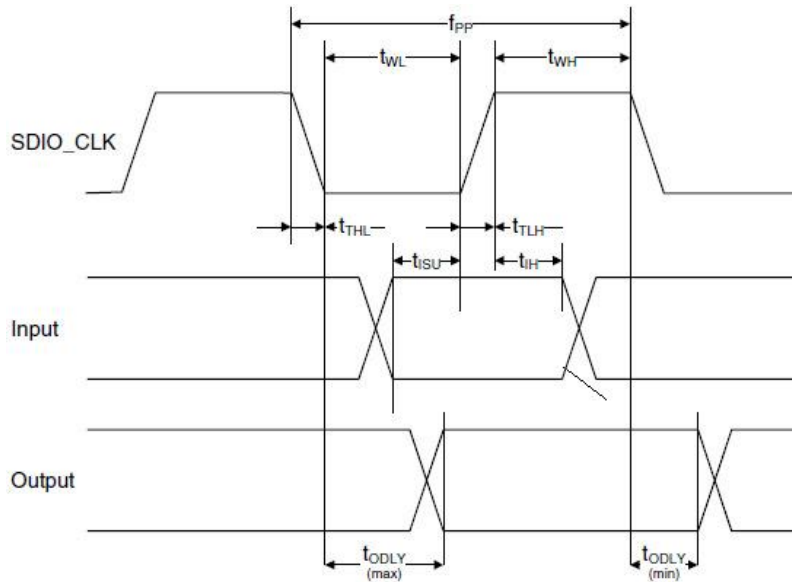 fPP
tWL
tWH
SDIO_CLK
tTHL
tTLH
tISU
tIH
Input
Output
tODLY
(max)
tODLY
(min)